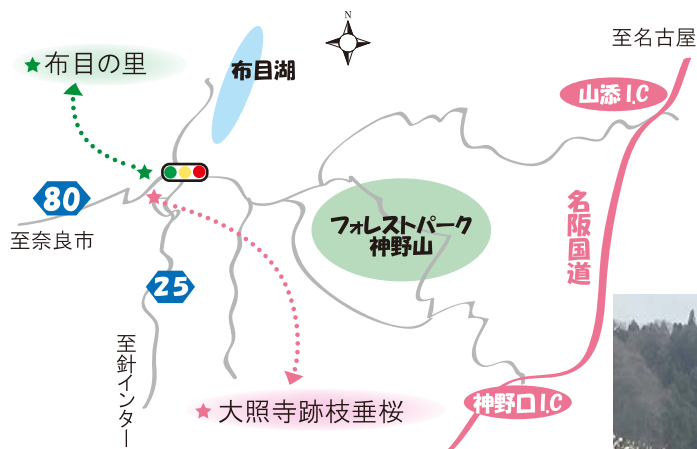 N
至名古屋
★布目の里
布目湖
山添I.C
80
フォレストパーク
神野山
名阪国道
至奈良市
25
至針インター
★大照寺跡枝垂桜
神野口I.C